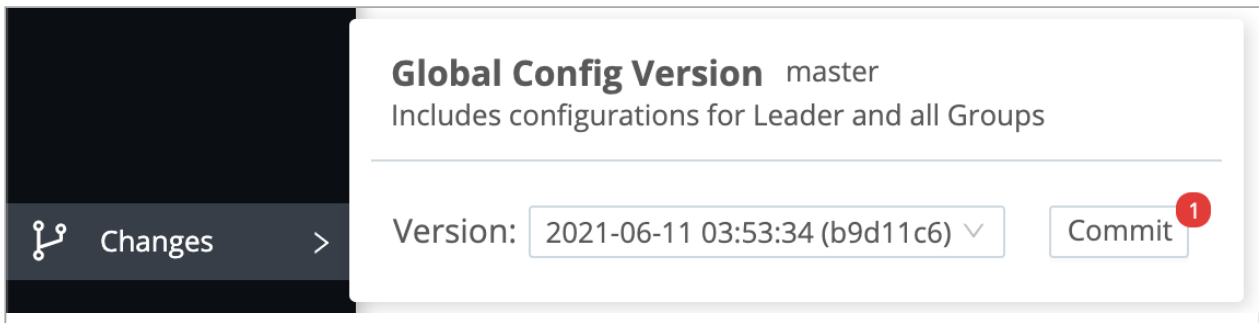 Global Config Version master
Includes configurations for Leader and all Groups
Changes
Version: 2021-06-11 03:53:34 (b9d11c6) Commit 1